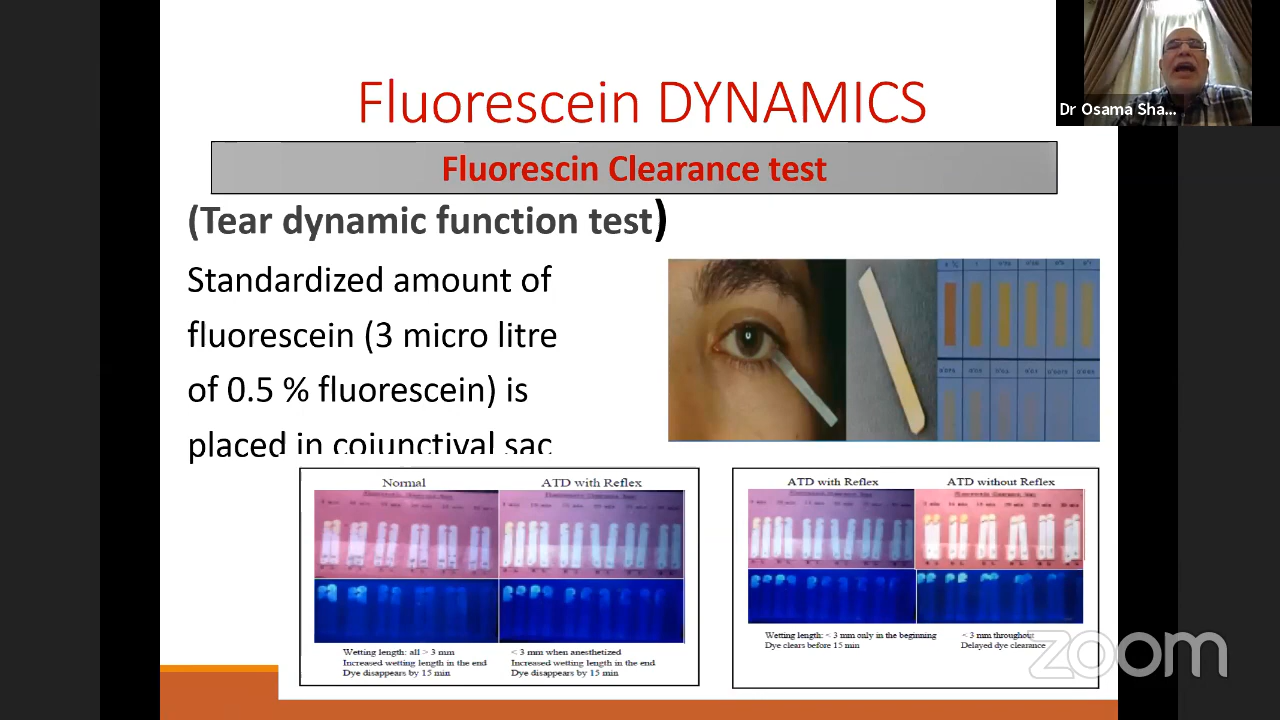 Fluorescein DYNAMICS
Dr Osama Sha...
Fluorescin Clearance test
(Tear dynamic function test)
Standardized amount of
fluorescein (3 micro litre
of 0.5 % fluorescein) is
placed in cojunctival sac
Normal
ATD with Reflex
Wetting length: all > 3 mm
Increased wetting length in the end
Dye disappears by 15 min
< 3 mm when anesthetized
Increased wetting length in the end
Dye disappears by 15 min
ATD with Reflex
ATD without Reflex
Wetting length: < 3 mm only in the beginning
Dye clears before 15 min
< 3 mm throughout
Delayed dye clearance
zoom